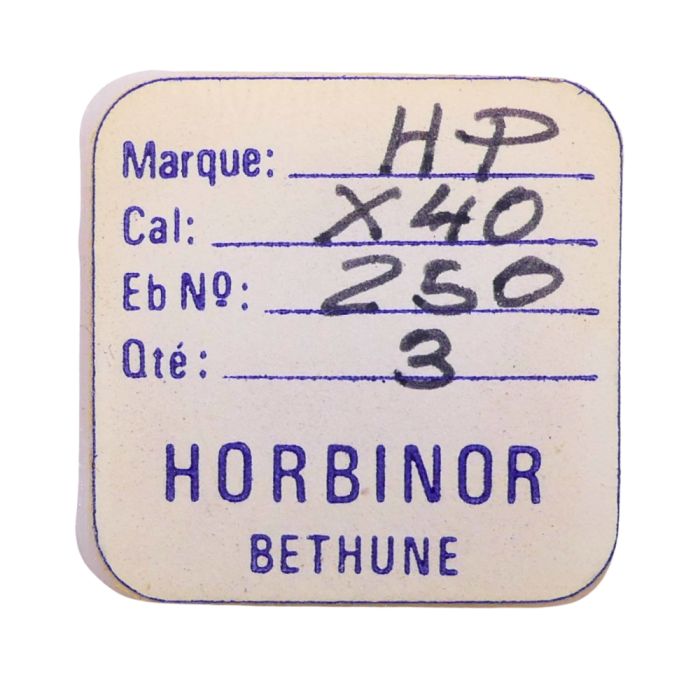 Marque: HP
Cal: X40
Eb Nº: 250
Qté: 3
HORBINOR
BETHUNE